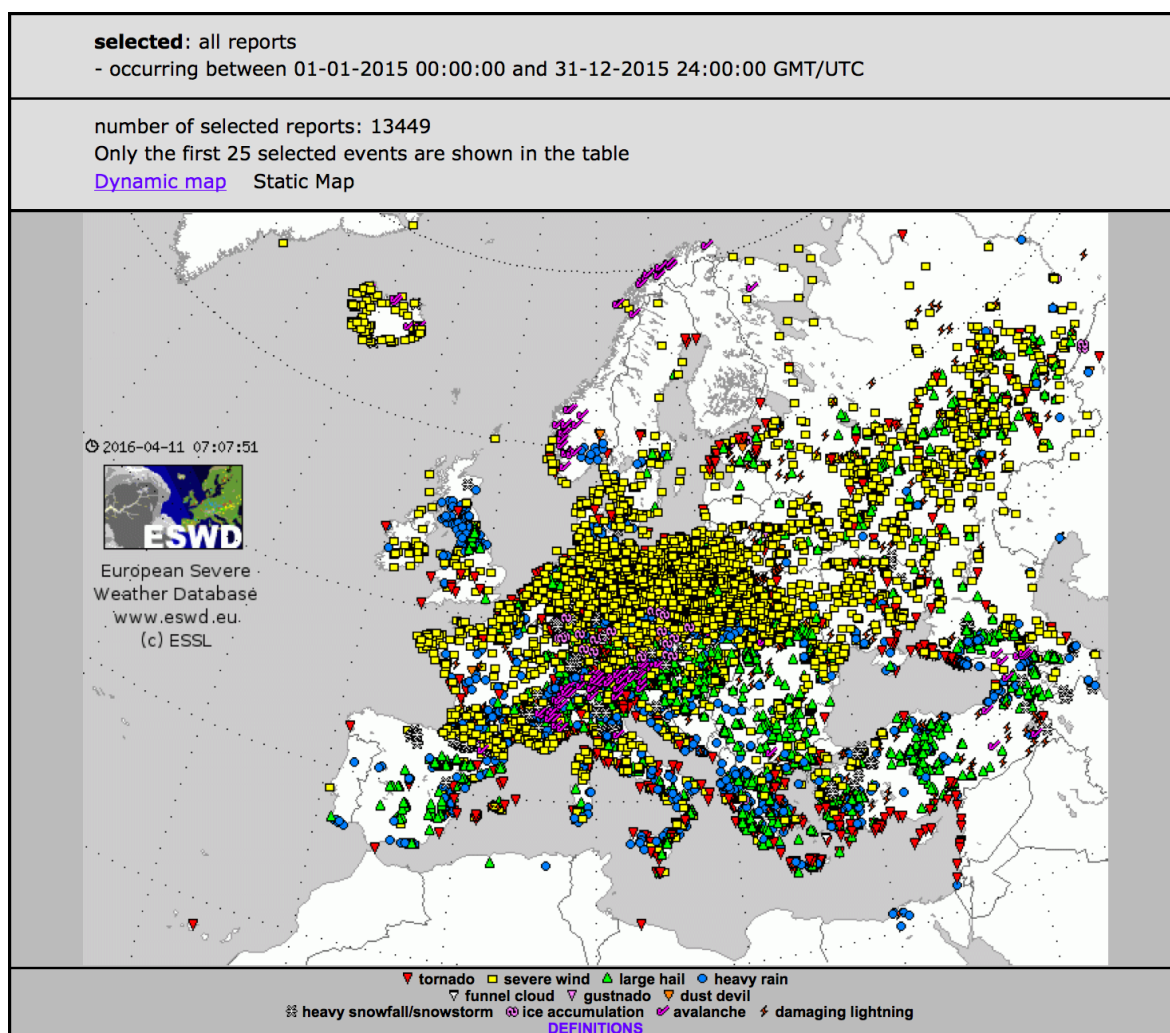 selected: all reports
- occurring between 01-01-2015 00:00:00 and 31-12-2015 24:00:00 GMT/UTC
number of selected reports: 13449
Only the first 25 selected events are shown in the table
Dynamic map Static Map
2016-04-11 07:07:51
ESWD
European Severe
Weather Database
www.eswd.eu
(c) ESSL
tornado severe wind large hail heavy rain
funnel cloud gustnado dust devil
heavy snowfall/snowstorm ice accumulation avalanche damaging lightning
DEFINITIONS